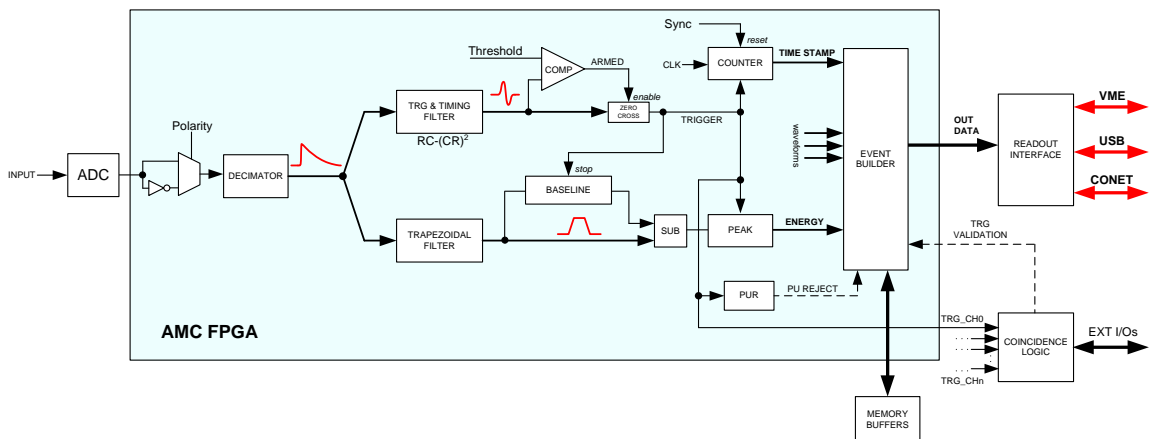 Sync
reset
Threshold
COMP
ARMED
CLK
COUNTER
TIME STAMP
enable
TRG & TIMING
FILTER
RC-(CR)²
ZERO
CROSS
TRIGGER
Polarity
INPUT
ADC
DECIMATOR
stop
BASELINE
TRAPEZOIDAL
FILTER
SUB
PEAK
ENERGY
waveforms
EVENT
BUILDER
OUT
DATA
READOUT
INTERFACE
VME
USB
CONET
TRG
VALIDATION
PUR
PU REJECT
AMC FPGA
TRG_CH0
. . .
. . .
:
. . .
TRG_CHn
COINCIDENCE
LOGIC
EXT I/Os
MEMORY
BUFFERS